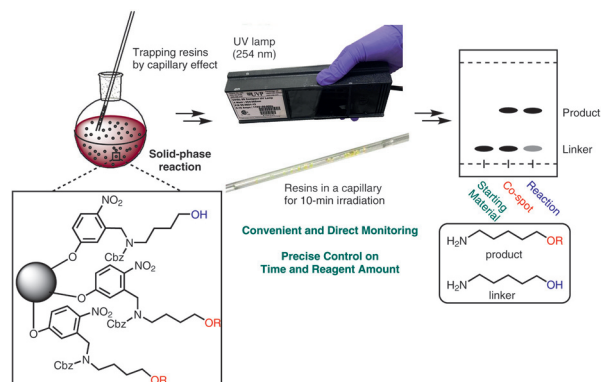 Trapping resins
by capillary effect
UV lamp
(254 nm)
UVP
Solid-phase
reaction
Resins in a capillary
for 10-min irradiation
Convenient and Direct Monitoring
Precise Control on
Time and Reagent Amount
Product
Linker
Starting
Material
Co-spot
Reaction
H2N
OR
product
H2N
OH
linker
NO2
OH
O
N
Cbz
NO2
O
N
Cbz
OR
NO2
O
N
Cbz
OR